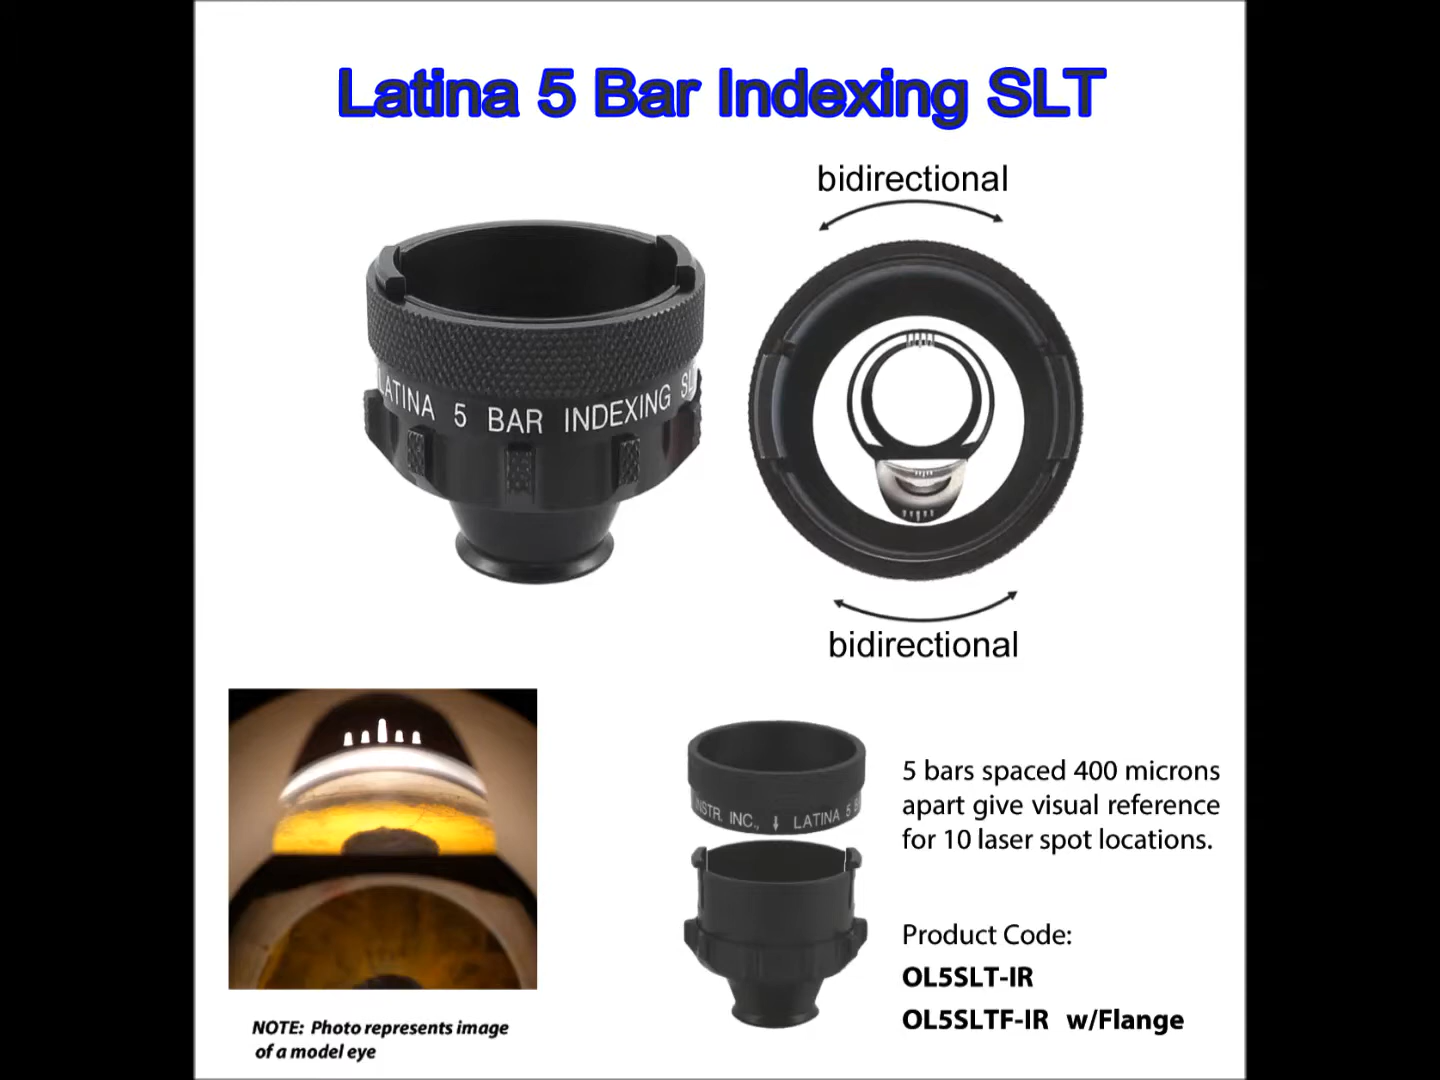 Latina 5 Bar Indexing SLT
bidirectional
LATINA 5 BAR INDEXING SL
bidirectional
INSTR. INC., LATINA 5 B
5 bars spaced 400 microns
apart give visual reference
for 10 laser spot locations.
Product Code:
OL5SLT-IR
OL5SLTF-IR w/Flange
NOTE: Photo represents image
of a model eye